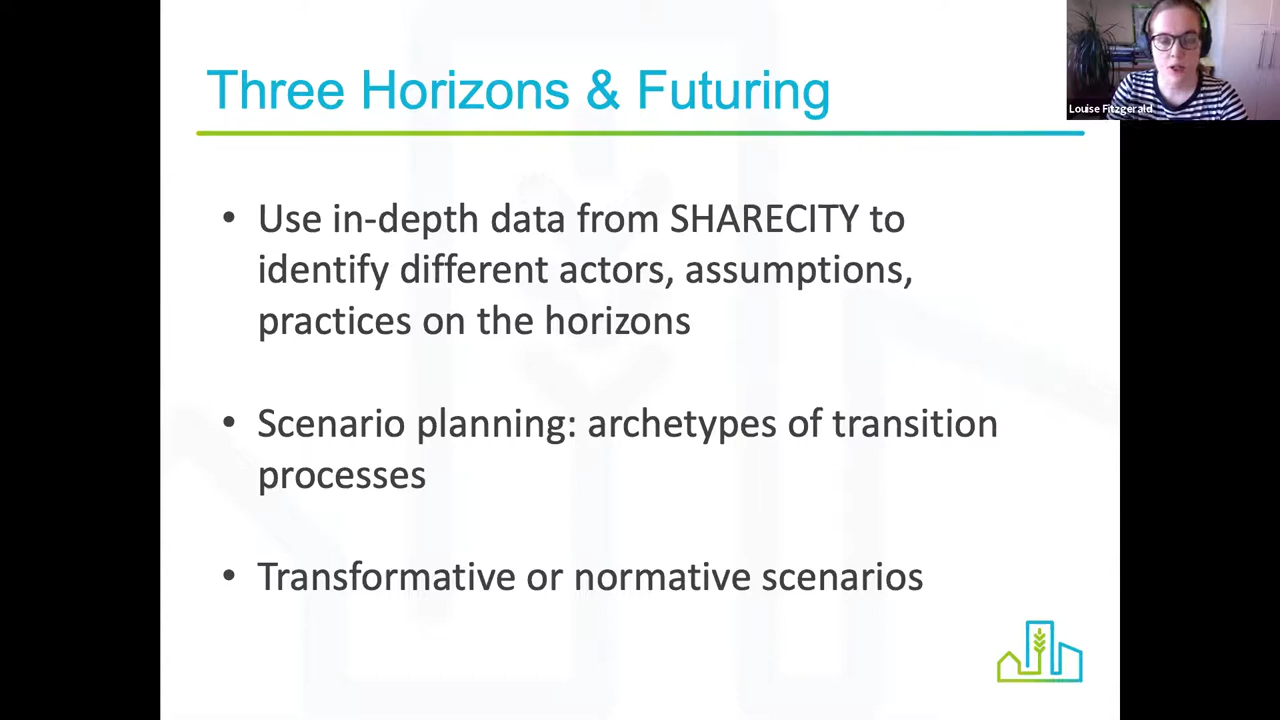 Three Horizons & Futuring
Louise Fitzgerald
• Use in-depth data from SHARECITY to
identify different actors, assumptions,
practices on the horizons
• Scenario planning: archetypes of transition
processes
• Transformative or normative scenarios